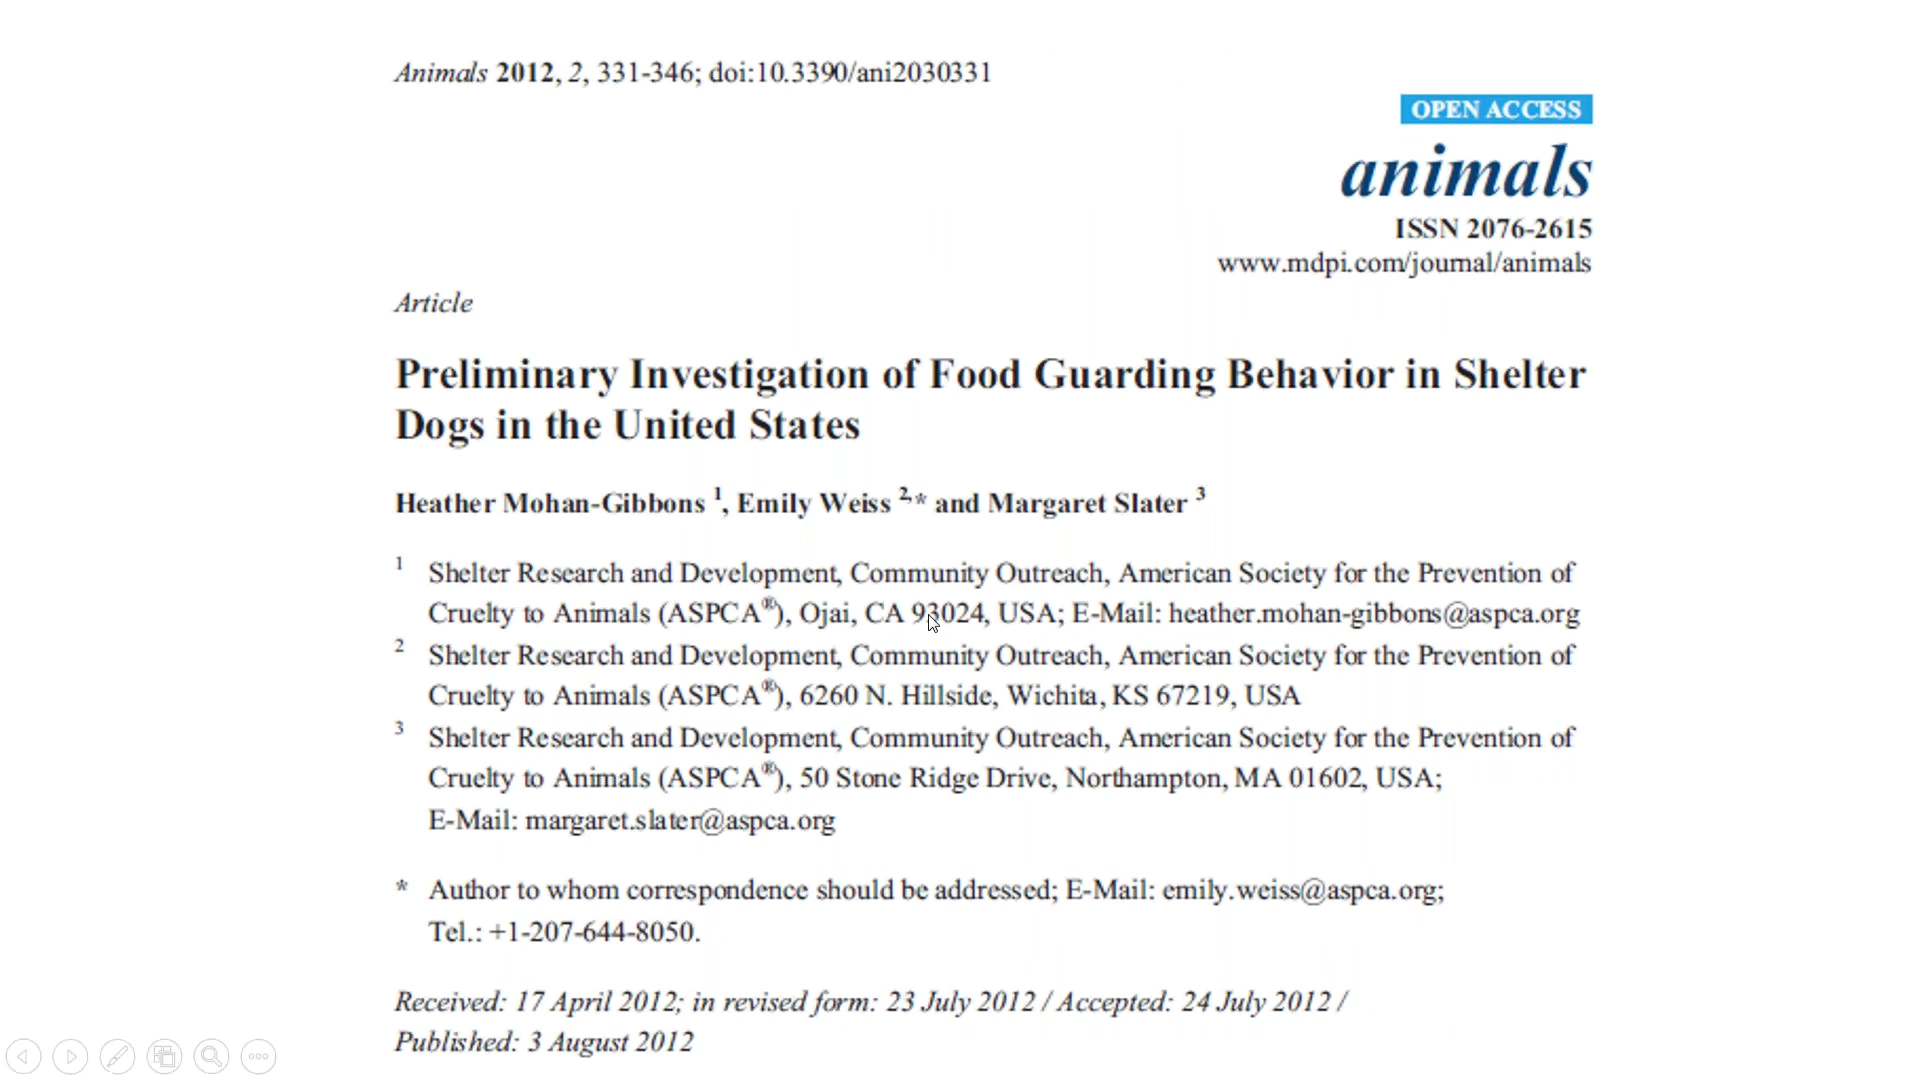 Animals 2012, 2, 331-346; doi:10.3390/ani2030331
OPEN ACCESS
animals
ISSN 2076-2615
www.mdpi.com/journal/animals
Article
Preliminary Investigation of Food Guarding Behavior in Shelter
Dogs in the United States
Heather Mohan-Gibbons 1, Emily Weiss 2,* and Margaret Slater 3
1 Shelter Research and Development, Community Outreach, American Society for the Prevention of
Cruelty to Animals (ASPCA®), Ojai, CA 93024, USA; E-Mail: heather.mohan-gibbons@aspca.org
2 Shelter Research and Development, Community Outreach, American Society for the Prevention of
Cruelty to Animals (ASPCA®), 6260 N. Hillside, Wichita, KS 67219, USA
3 Shelter Research and Development, Community Outreach, American Society for the Prevention of
Cruelty to Animals (ASPCA®), 50 Stone Ridge Drive, Northampton, MA 01602, USA;
E-Mail: margaret.slater@aspca.org
* Author to whom correspondence should be addressed; E-Mail: emily.weiss@aspca.org;
Tel.: +1-207-644-8050.
Received: 17 April 2012; in revised form: 23 July 2012 / Accepted: 24 July 2012 /
Published: 3 August 2012